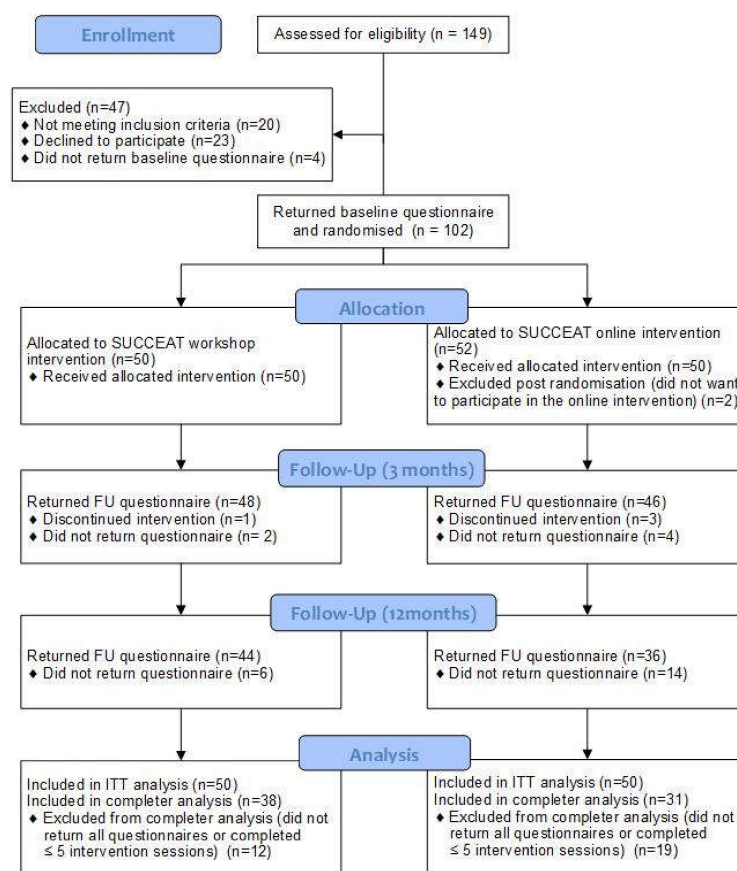 Enrollment
Assessed for eligibility (n = 149)
Excluded (n=47)
♦ Not meeting inclusion criteria (n=20)
♦ Declined to participate (n=23)
♦ Did not return baseline questionnaire (n=4)
Returned baseline questionnaire
and randomised (n = 102)
Allocation
Allocated to SUCCEAT workshop
intervention (n=50)
♦ Received allocated intervention (n=50)
Allocated to SUCCEAT online intervention
(n=52)
♦ Received allocated intervention (n=50)
♦ Excluded post randomisation (did not want
to participate in the online intervention) (n=2)
Follow-Up (3 months)
Returned FU questionnaire (n=48)
♦ Discontinued intervention (n=1)
♦ Did not return questionnaire (n= 2)
Returned FU questionnaire (n=46)
♦ Discontinued intervention (n=3)
♦ Did not return questionnaire (n=4)
Follow-Up (12months)
Returned FU questionnaire (n=44)
♦ Did not return questionnaire (n=6)
Returned FU questionnaire (n=36)
♦ Did not return questionnaire (n=14)
Analysis
Included in ITT analysis (n=50)
Included in completer analysis (n=38)
♦ Excluded from completer analysis (did not
return all questionnaires or completed
≤ 5 intervention sessions) (n=12)
Included in ITT analysis (n=50)
Included in completer analysis (n=31)
♦ Excluded from completer analysis (did not
return all questionnaires or completed
≤ 5 intervention sessions) (n=19)